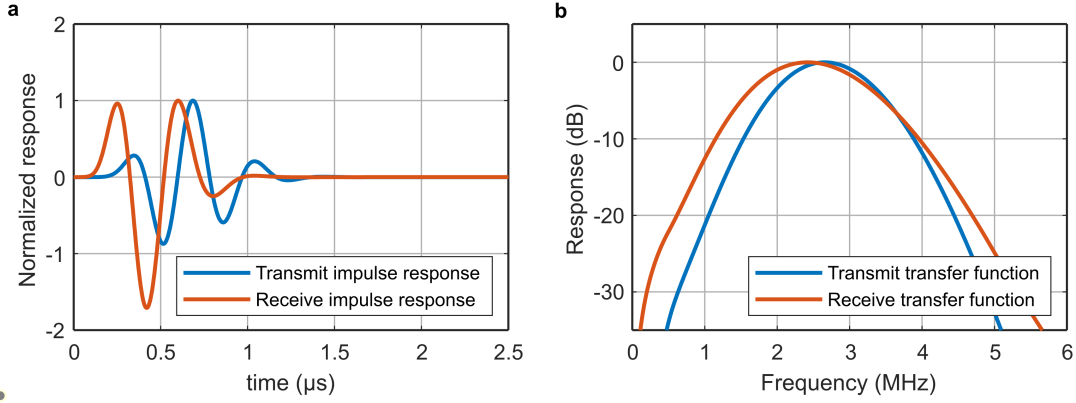 a
Normalized response
2
1
0
-1
-2
Transmit impulse response
Receive impulse response
0
0.5
1
1.5
2
2.5
time (μs)
b
Response (dB)
0
-10
-20
-30
Transmit transfer function
Receive transfer function
0
1
2
3
4
5
6
Frequency (MHz)